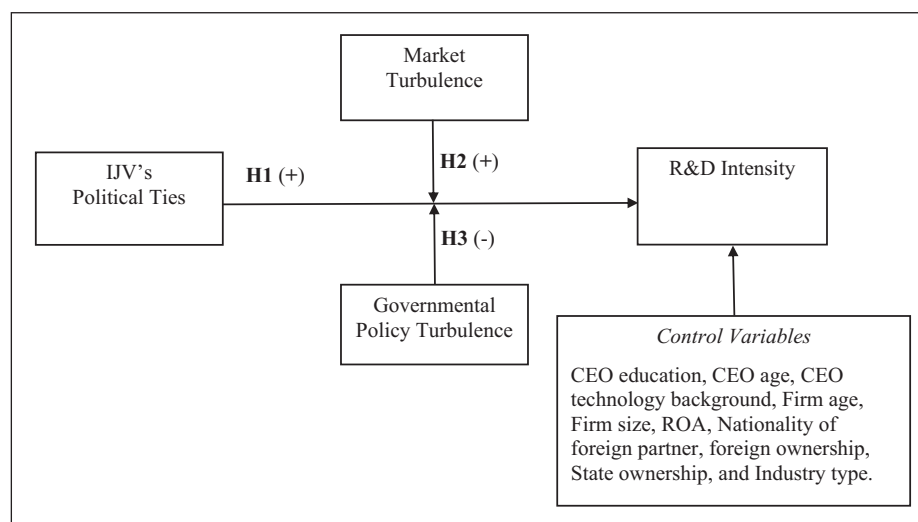 Market
Turbulence
IJV's
Political Ties
H1 (+)
H2 (+)
R&D Intensity
H3 (-)
Governmental
Policy Turbulence
Control Variables
CEO education, CEO age, CEO
technology background, Firm age,
Firm size, ROA, Nationality of
foreign partner, foreign ownership,
State ownership, and Industry type.